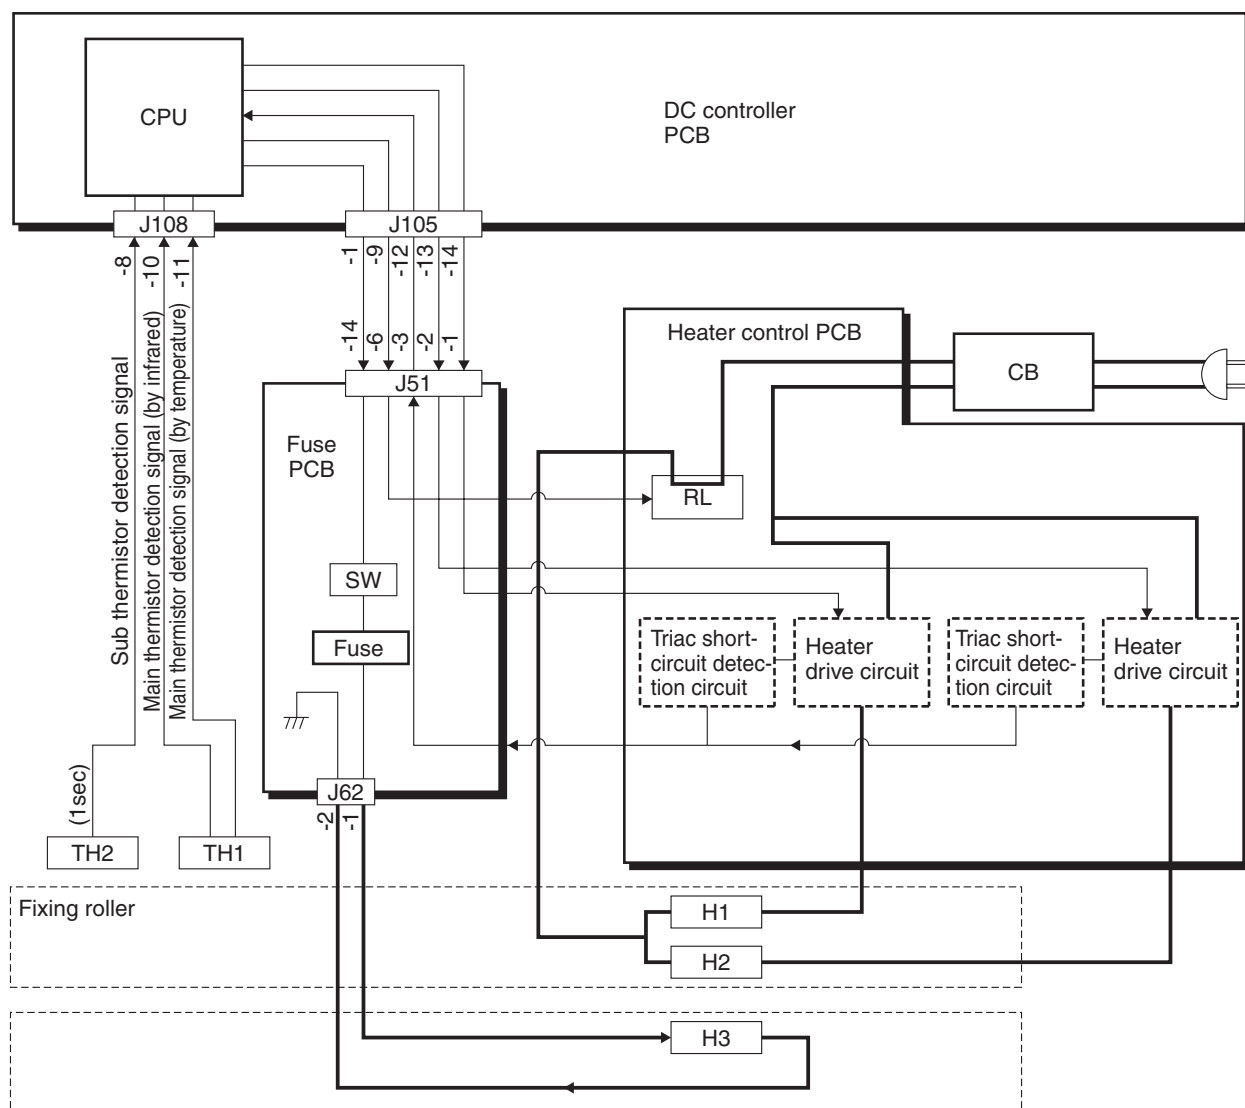 CPU
DC controller
PCB
J108
J105
-8
-10
-11
-1
-9
-12
-13
-14
Sub thermistor detection signal
Main thermistor detection signal (by infrared)
Main thermistor detection signal (by temperature)
-14
-6
-3
-2
-1
J51
Heater control PCB
CB
Fuse
PCB
RL
SW
Fuse
Triac short-
circuit detec-
tion circuit
Heater
drive circuit
Triac short-
circuit detec-
tion circuit
Heater
drive circuit
J62
-2
-1
(1sec)
TH2
TH1
Fixing roller
H1
H2
H3